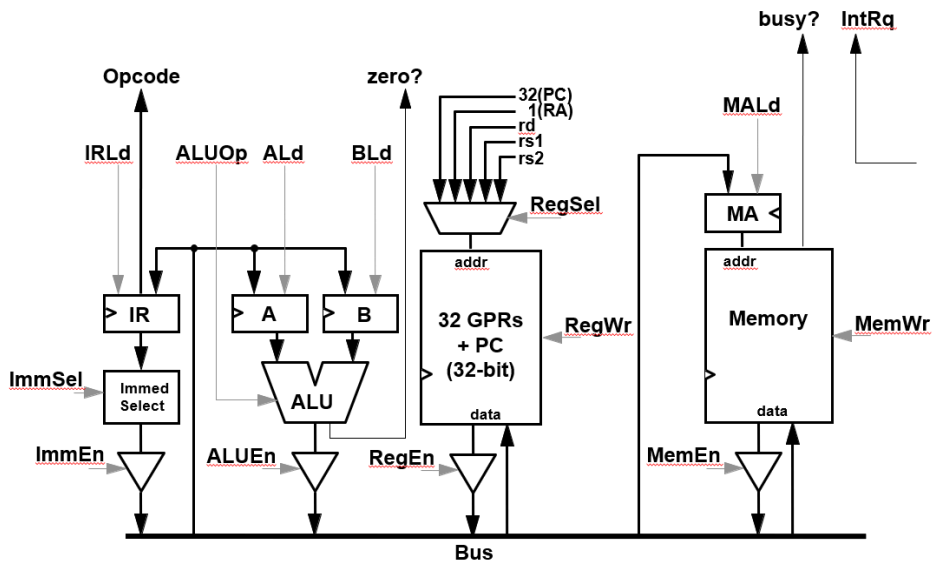 busy? IntRq
Opcode zero?
32(PC)
1(RA)
rd
rs1
rs2
MALd
IRLd ALUOp ALd BLd
RegSel
MA
addr addr
IR A B
32 GPRs
+ PC
(32-bit)
RegWr
Memory
MemWr
ImmSel
Immed
Select
ALU
data data
ImmEn ALUEn RegEn MemEn
Bus